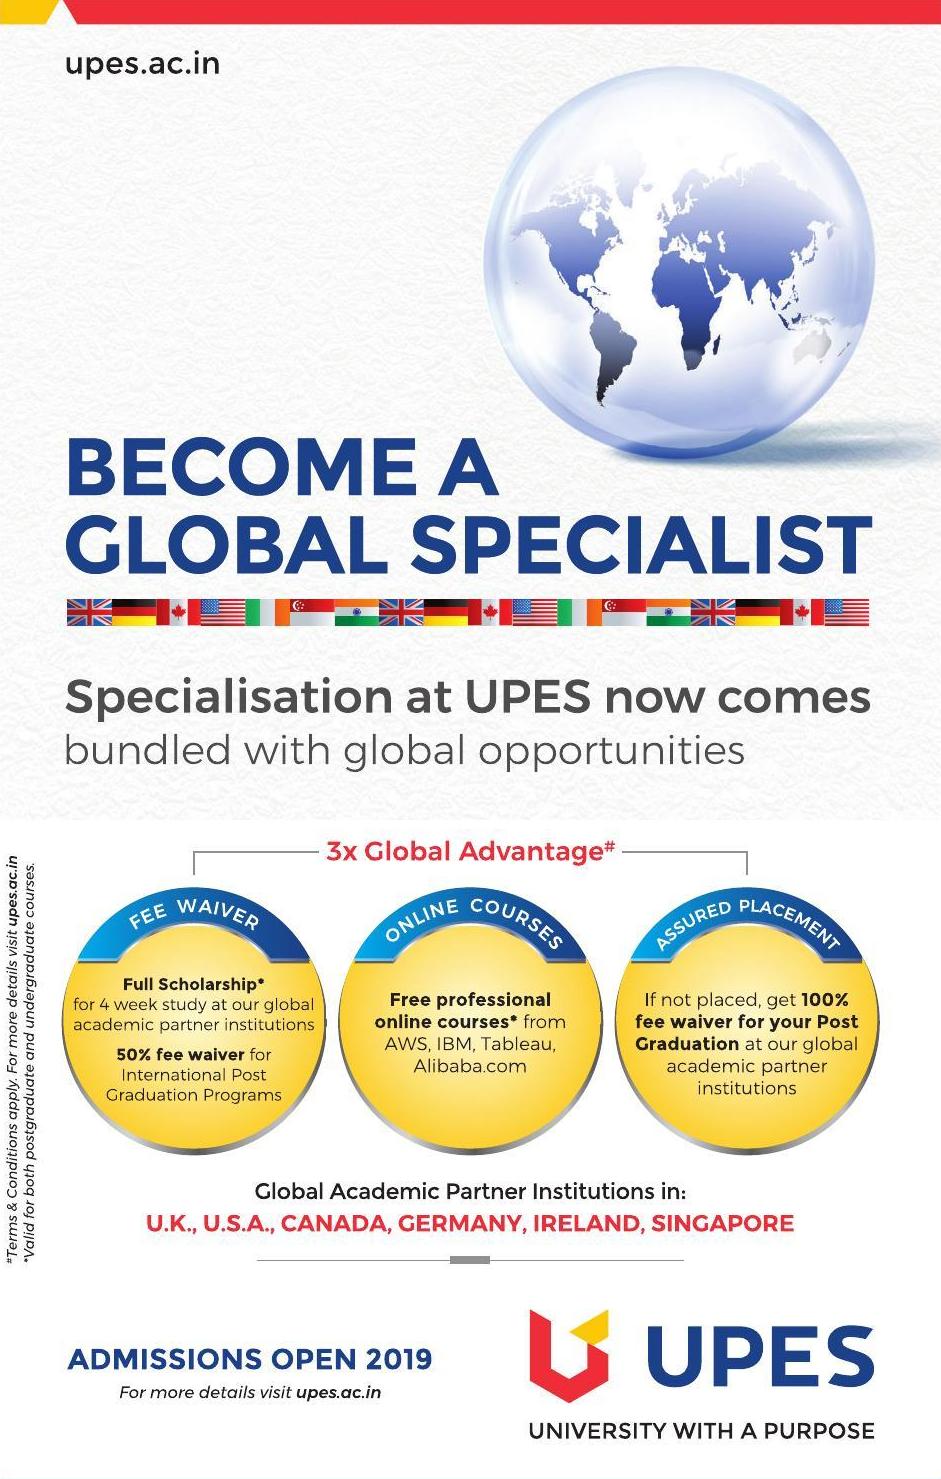 upes.ac.in
BECOME A
GLOBAL SPECIALIST
Specialisation at UPES now comes
bundled with global opportunities
3x Global Advantage#
FEE WAIVER
Full Scholarship*
for 4 week study at our global
academic partner institutions
50% fee waiver for
International Post
Graduation Programs
ONLINE COURSES
Free professional
online courses* from
AWS, IBM, Tableau,
Alibaba.com
ASSURED PLACEMENT
If not placed, get 100%
fee waiver for your Post
Graduation at our global
academic partner
institutions
#Terms & Conditions apply. For more details visit upes.ac.in
*Valid for both postgraduate and undergraduate courses.
Global Academic Partner Institutions in:
U.K., U.S.A., CANADA, GERMANY, IRELAND, SINGAPORE
ADMISSIONS OPEN 2019
For more details visit upes.ac.in
UPES
UNIVERSITY WITH A PURPOSE